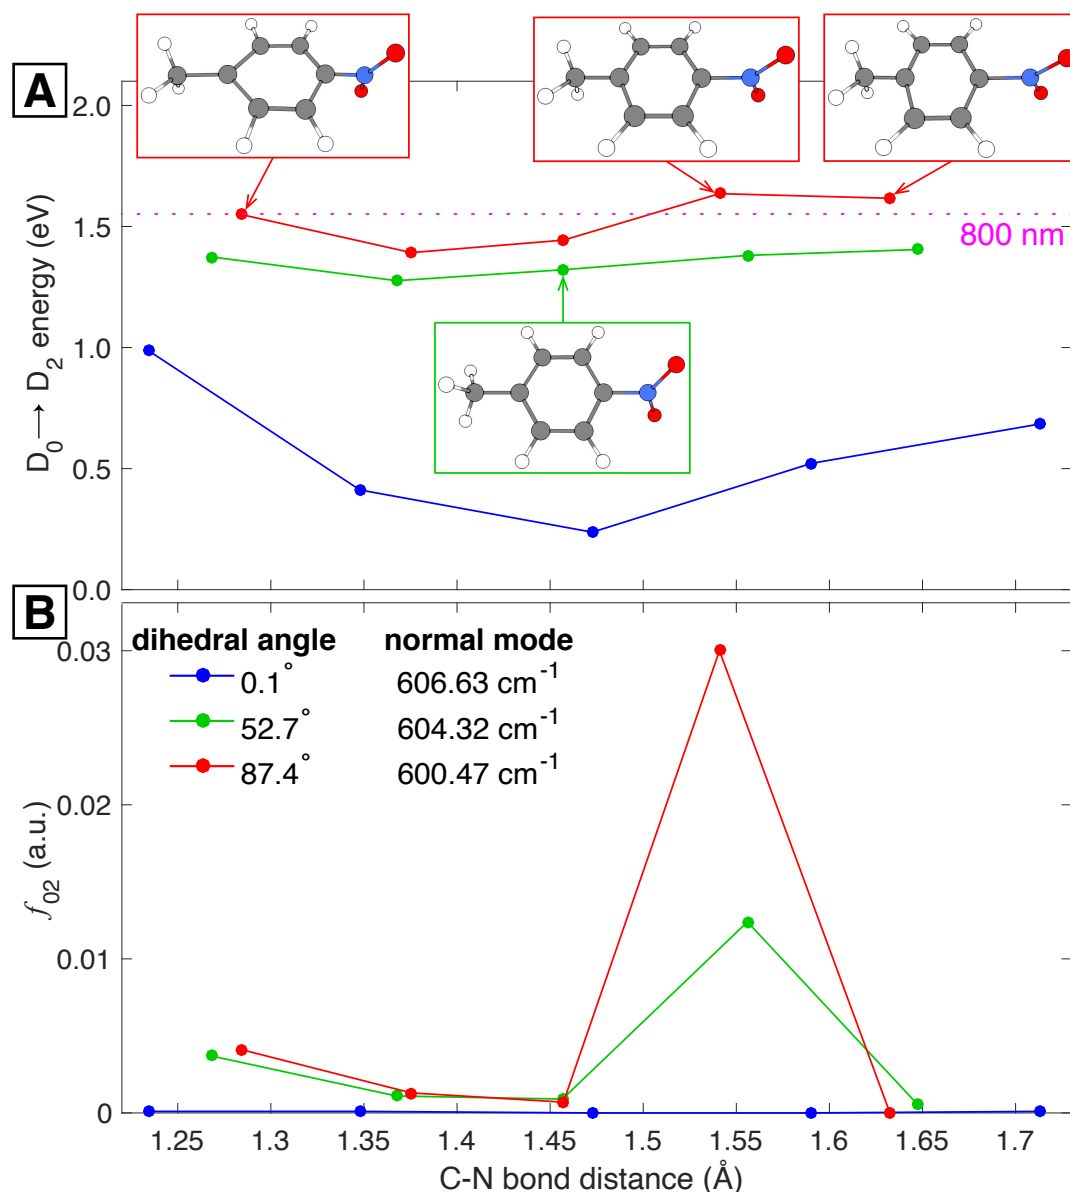 A
2.0
1.5
1.0
0.5
0.0
D₀ ⟶ D₂ energy (eV)
800 nm
B
dihedral angle normal mode
0.1° 606.63 cm⁻¹
52.7° 604.32 cm⁻¹
87.4° 600.47 cm⁻¹
0.03
0.02
0.01
0
f₀₂ (a.u.)
1.25 1.3 1.35 1.4 1.45 1.5 1.55 1.6 1.65 1.7
C-N bond distance (Å)